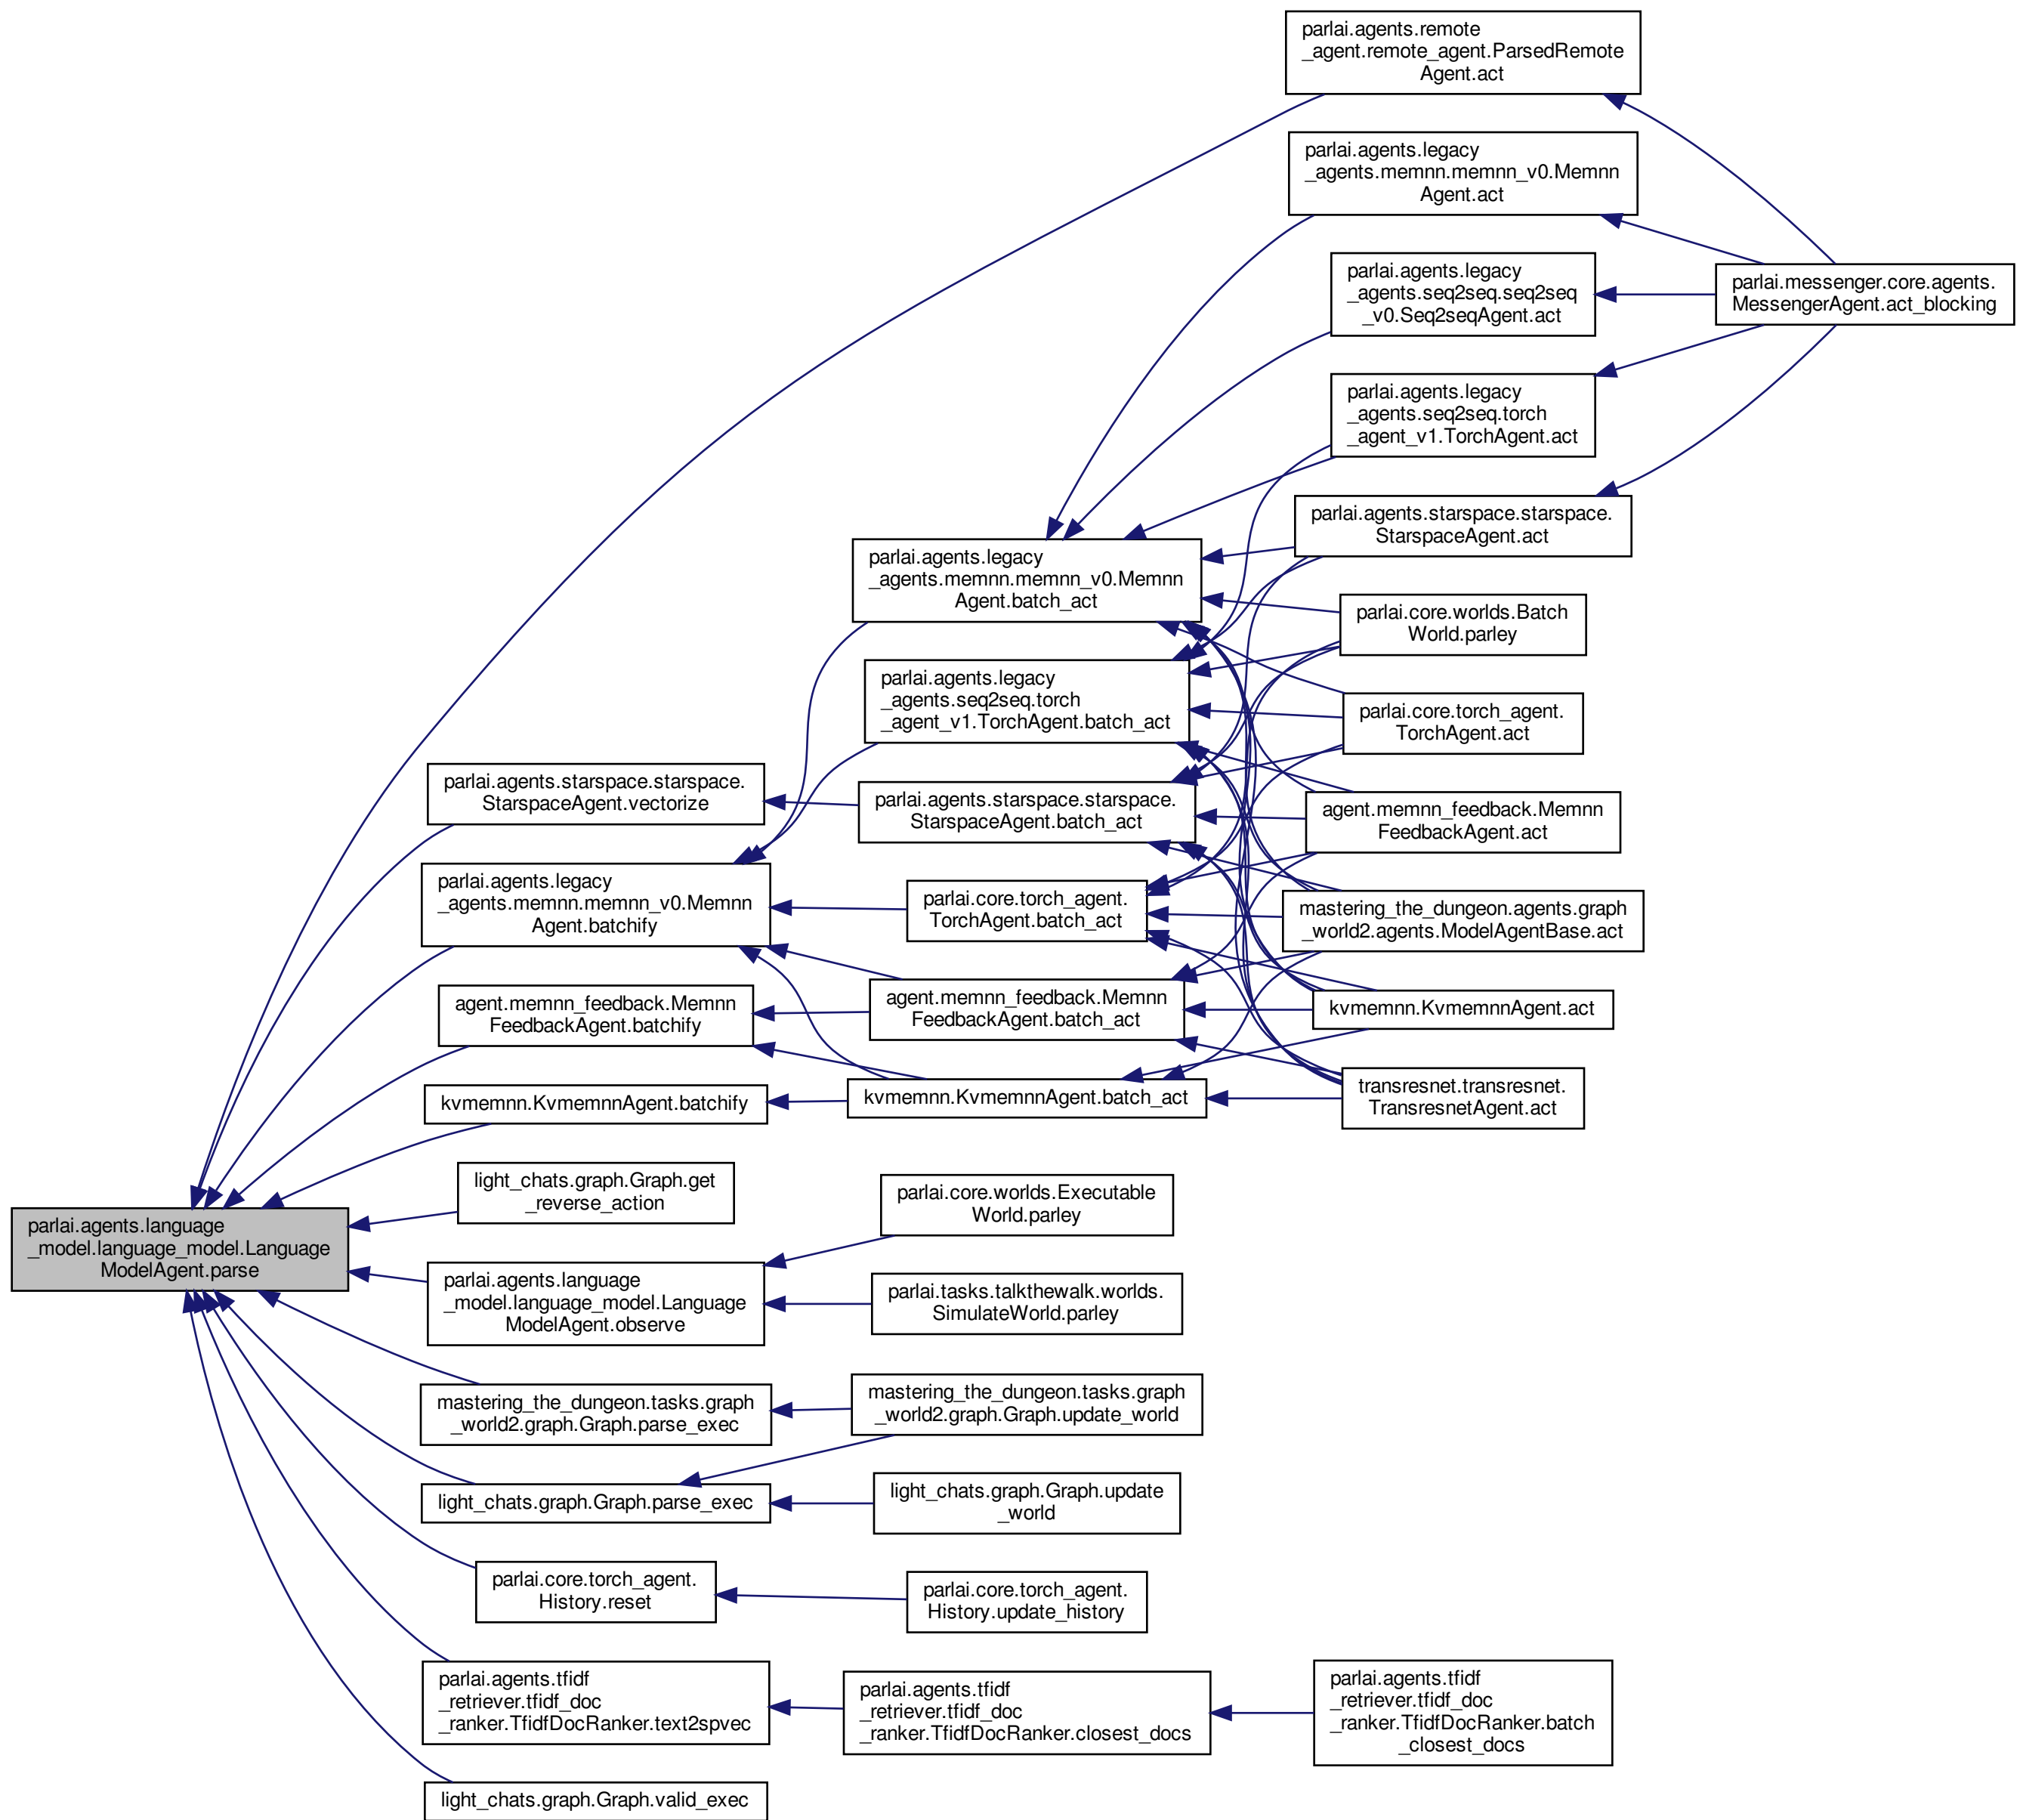 parlai.agents.remote
_agent.remote_agent.ParsedRemote
Agent.act
parlai.agents.legacy
_agents.memnn.memnn_v0.Memnn
Agent.act
parlai.agents.legacy
_agents.seq2seq.seq2seq
_v0.Seq2seqAgent.act
parlai.messenger.core.agents.
MessengerAgent.act_blocking
parlai.agents.legacy
_agents.seq2seq.torch
_agent_v1.TorchAgent.act
parlai.agents.starspace.starspace.
StarspaceAgent.act
parlai.agents.legacy
_agents.memnn.memnn_v0.Memnn
Agent.batch_act
parlai.core.worlds.Batch
World.parley
parlai.agents.legacy
_agents.seq2seq.torch
_agent_v1.TorchAgent.batch_act
parlai.core.torch_agent.
TorchAgent.act
parlai.agents.starspace.starspace.
StarspaceAgent.vectorize
parlai.agents.starspace.starspace.
StarspaceAgent.batch_act
agent.memnn_feedback.Memnn
FeedbackAgent.act
parlai.agents.legacy
_agents.memnn.memnn_v0.Memnn
Agent.batchify
parlai.core.torch_agent.
TorchAgent.batch_act
mastering_the_dungeon.agents.graph
_world2.agents.ModelAgentBase.act
agent.memnn_feedback.Memnn
FeedbackAgent.batchify
agent.memnn_feedback.Memnn
FeedbackAgent.batch_act
kvmemnn.KvmemnnAgent.act
kvmemnn.KvmemnnAgent.batchify
kvmemnn.KvmemnnAgent.batch_act
transresnet.transresnet.
TransresnetAgent.act
light_chats.graph.Graph.get
_reverse_action
parlai.core.worlds.Executable
World.parley
parlai.agents.language
_model.language_model.Language
ModelAgent.parse
parlai.agents.language
_model.language_model.Language
ModelAgent.observe
parlai.tasks.talkthewalk.worlds.
SimulateWorld.parley
mastering_the_dungeon.tasks.graph
_world2.graph.Graph.parse_exec
mastering_the_dungeon.tasks.graph
_world2.graph.Graph.update_world
light_chats.graph.Graph.parse_exec
light_chats.graph.Graph.update
_world
parlai.core.torch_agent.
History.reset
parlai.core.torch_agent.
History.update_history
parlai.agents.tfidf
_retriever.tfidf_doc
_ranker.TfidfDocRanker.text2spvec
parlai.agents.tfidf
_retriever.tfidf_doc
_ranker.TfidfDocRanker.closest_docs
parlai.agents.tfidf
_retriever.tfidf_doc
_ranker.TfidfDocRanker.batch
_closest_docs
light_chats.graph.Graph.valid_exec